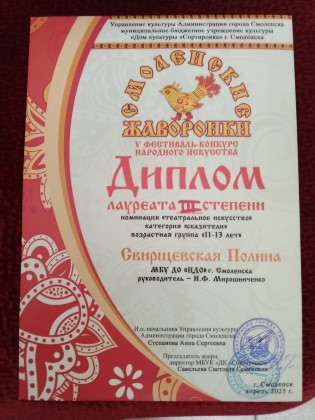 Управление культуры Администрации города Смоленска
муниципальное бюджетное учреждение культуры
«Дом культуры «Сортировка» г. Смоленска
СМОЛЕНСКИЕ
ЖАВОРОНКИ
V ФЕСТИВАЛЬ-КОНКУРС
НАРОДНОГО ИСКУССТВА
ДИПЛОМ
ЛАУРЕАТА III СТЕПЕНИ
номинация «театральное искусство»
категория «сказители»
возрастная группа «11-13 лет»
Свирщевская Полина
МБУ ДО «ЦДО» г. Смоленска
руководитель – Н.Ф. Мирошниченко
И.о. начальника Управления культуры
Администрации города Смоленска
Степанова Анна Сергеевна
Председатель жюри,
директор МБУК «ДК «Сортировка»
Савельева Светлана Семеновна
г. Смоленск
апрель, 2025 г.